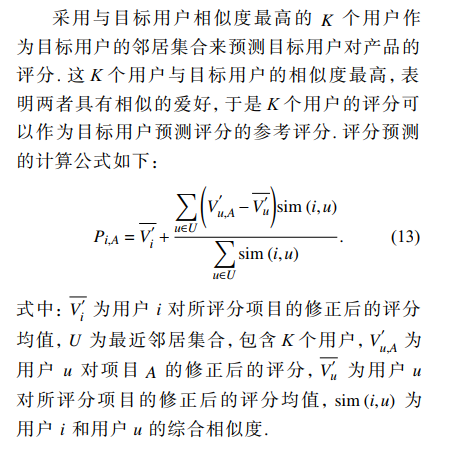 采用与目标用户相似度最高的 K 个用户作
为目标用户的邻居集合来预测目标用户对产品的
评分. 这 K 个用户与目标用户的相似度最高, 表
明两者具有相似的爱好, 于是 K 个用户的评分可
以作为目标用户预测评分的参考评分. 评分预测
的计算公式如下:
$P_{i,A} = \overline{V_i'} + \frac{\sum_{u \in U} \left( V_{u,A}' - \overline{V_u'} \right) \text{sim}\,(i,u)}{\sum_{u \in U} \text{sim}\,(i,u)}.$ (13)
式中: $\overline{V_i'}$ 为用户 i 对所评分项目的修正后的评分
均值, U 为最近邻居集合, 包含 K 个用户, $V_{u,A}'$ 为
用户 u 对项目 A 的修正后的评分, $\overline{V_u'}$ 为用户 u
对所评分项目的修正后的评分均值, sim (i,u) 为
用户 i 和用户 u 的综合相似度.